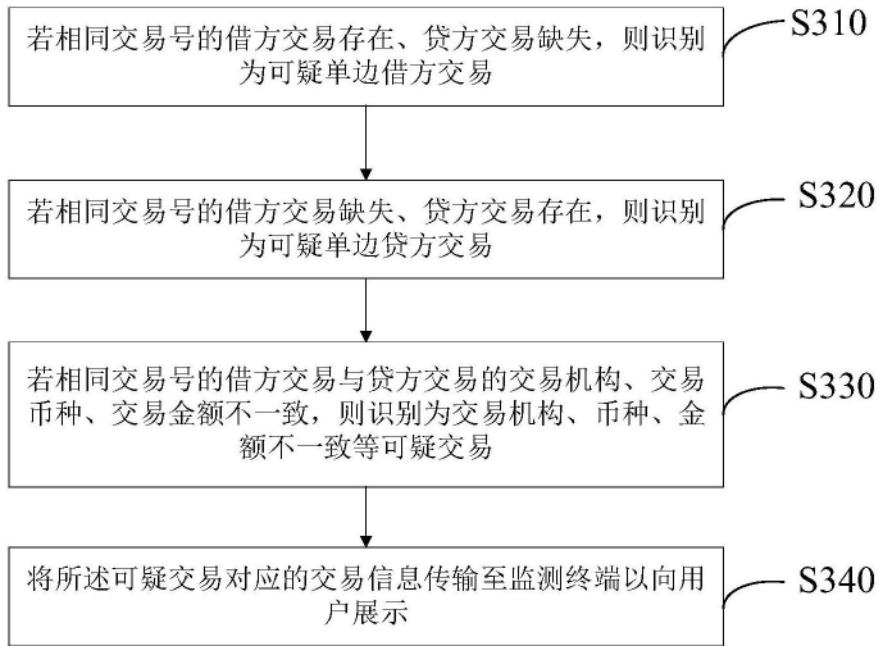 若相同交易号的借方交易存在、贷方交易缺失，则识别
为可疑单边借方交易
S310
若相同交易号的借方交易缺失、贷方交易存在，则识别
为可疑单边贷方交易
S320
若相同交易号的借方交易与贷方交易的交易机构、交易
币种、交易金额不一致，则识别为交易机构、币种、金
额不一致等可疑交易
S330
将所述可疑交易对应的交易信息传输至监测终端以向用
户展示
S340